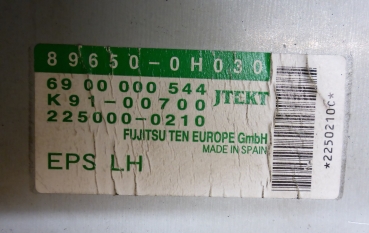 89650-0H030
69 00 000 544
K91-00700 JTEKT
225000-0210
FUJITSU TEN EUROPE GmbH
MADE IN SPAIN
EPS LH
*2250210C*